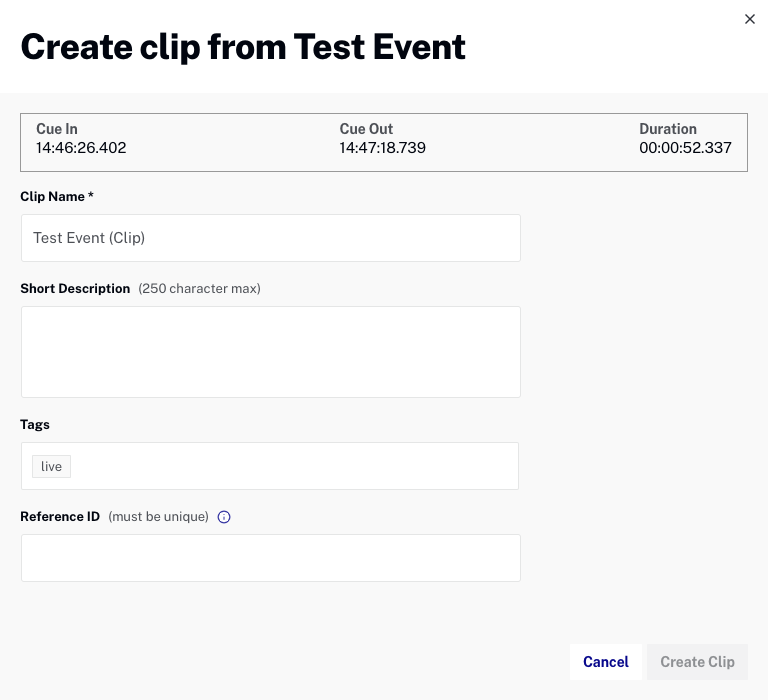 Create clip from Test Event
Cue In Cue Out Duration
14:46:26.402 14:47:18.739 00:00:52.337
Clip Name *
Test Event (Clip)
Short Description (250 character max)
Tags
live
Reference ID (must be unique)
Cancel Create Clip